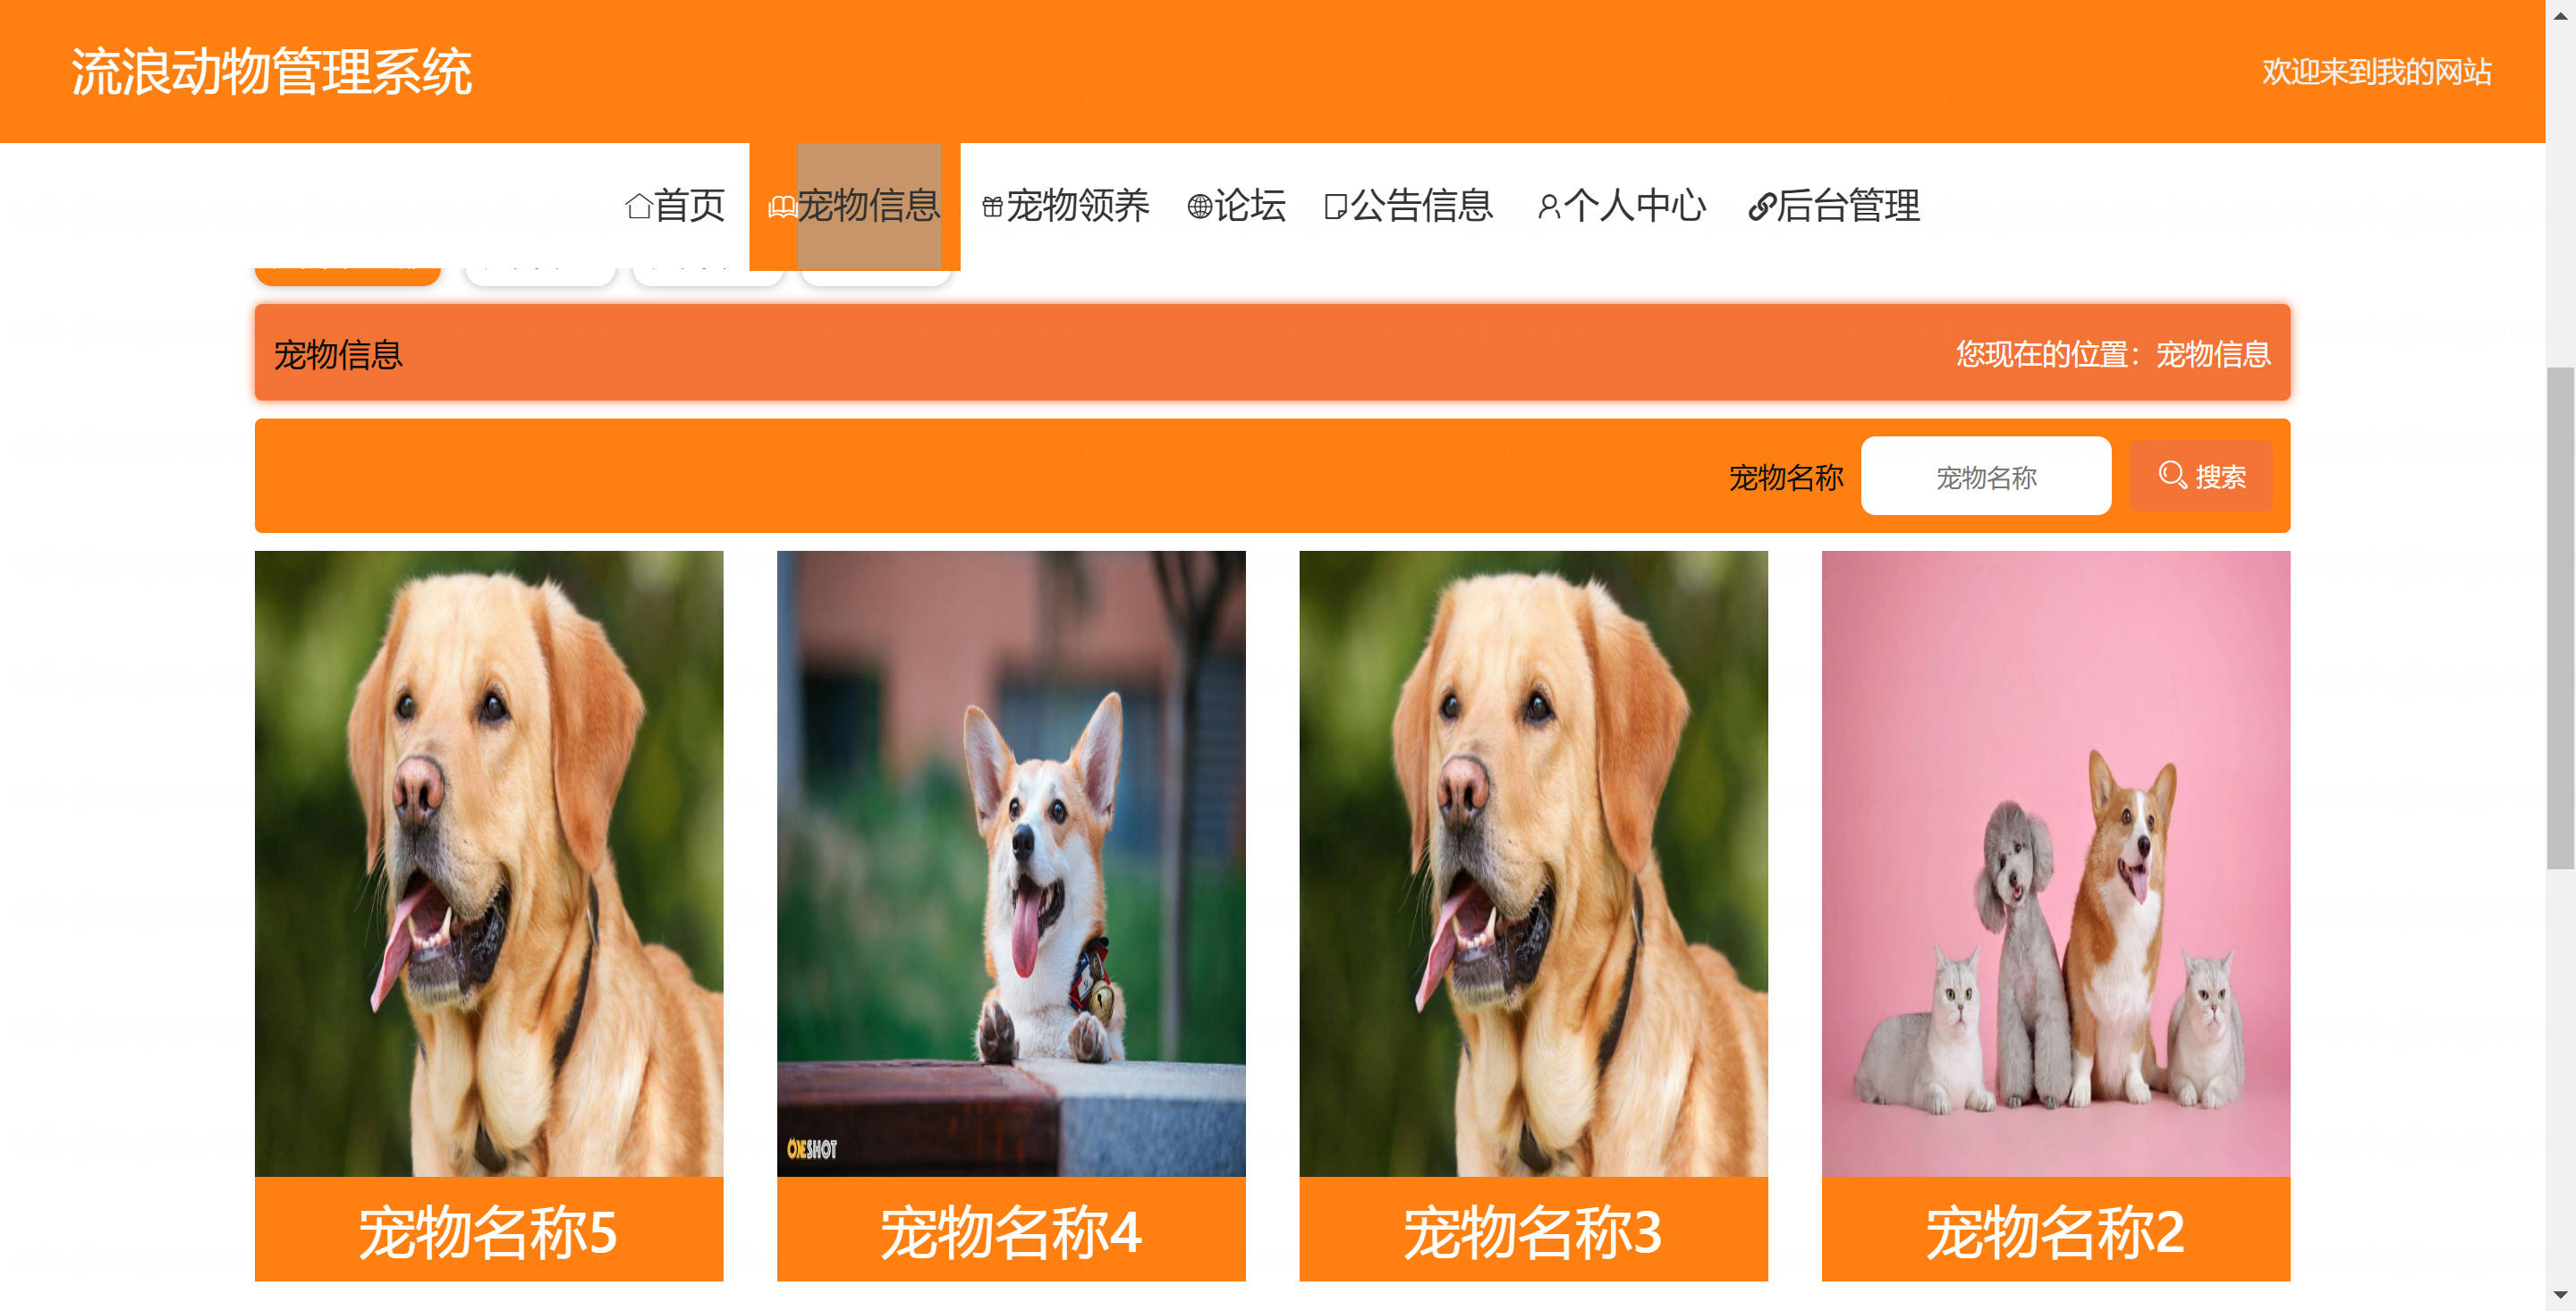 流浪动物管理系统
欢迎来到我的网站
首页 宠物信息 宠物领养 论坛 公告信息 个人中心 后台管理
宠物信息
您现在的位置：宠物信息
宠物名称 宠物名称 搜索
ONESHOT
宠物名称5
宠物名称4
宠物名称3
宠物名称2